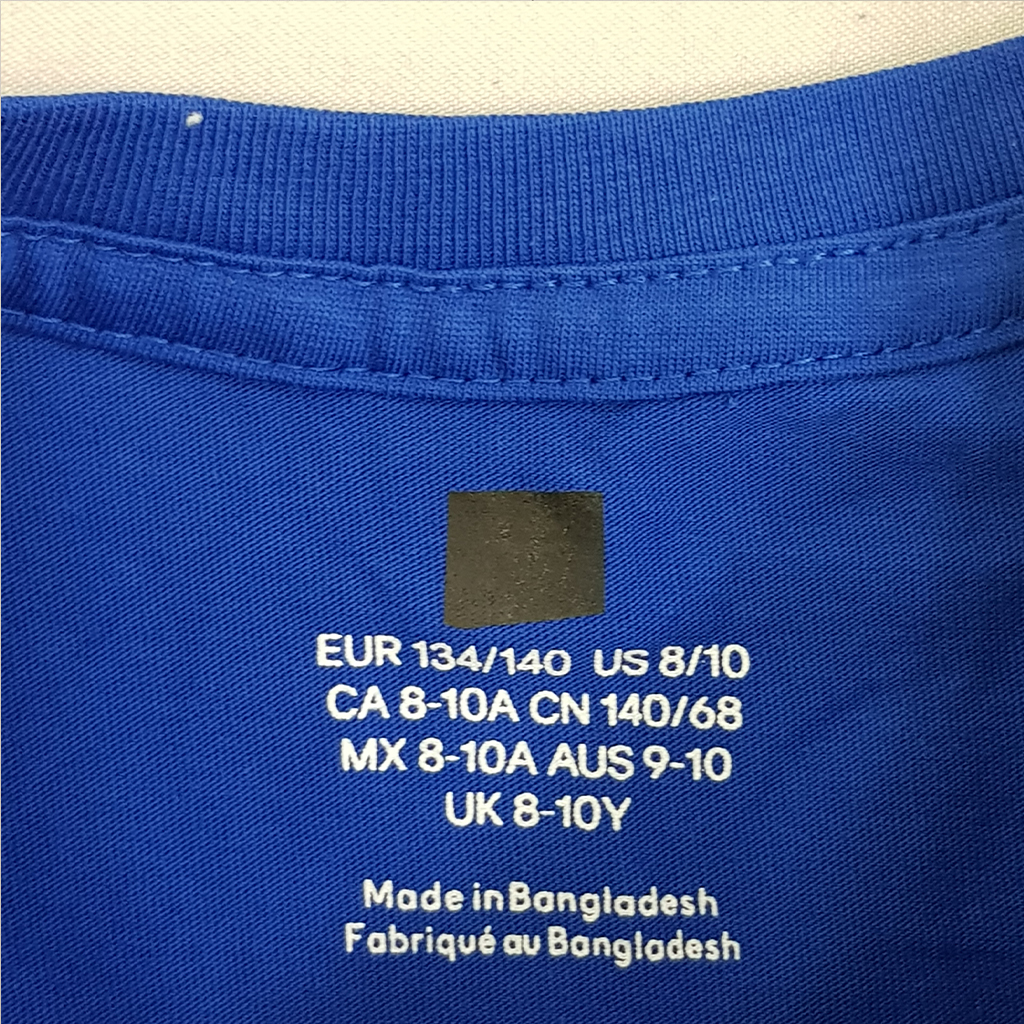 EUR 134/140 US 8/10
CA 8-10A CN 140/68
MX 8-10A AUS 9-10
UK 8-10Y
Made in Bangladesh
Fabriqué au Bangladesh